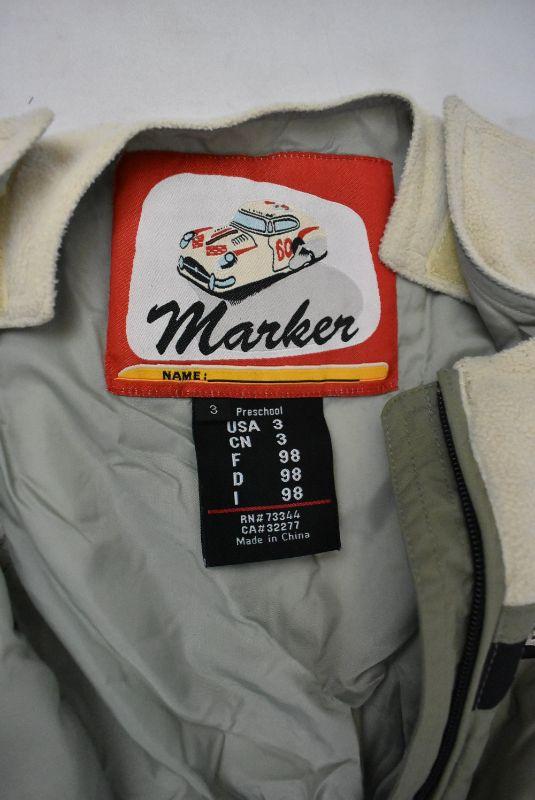 60
Marker
NAME:
3 Preschool
USA 3
CN 3
F 98
D 98
I 98
RN# 73344
CA# 32277
Made in China